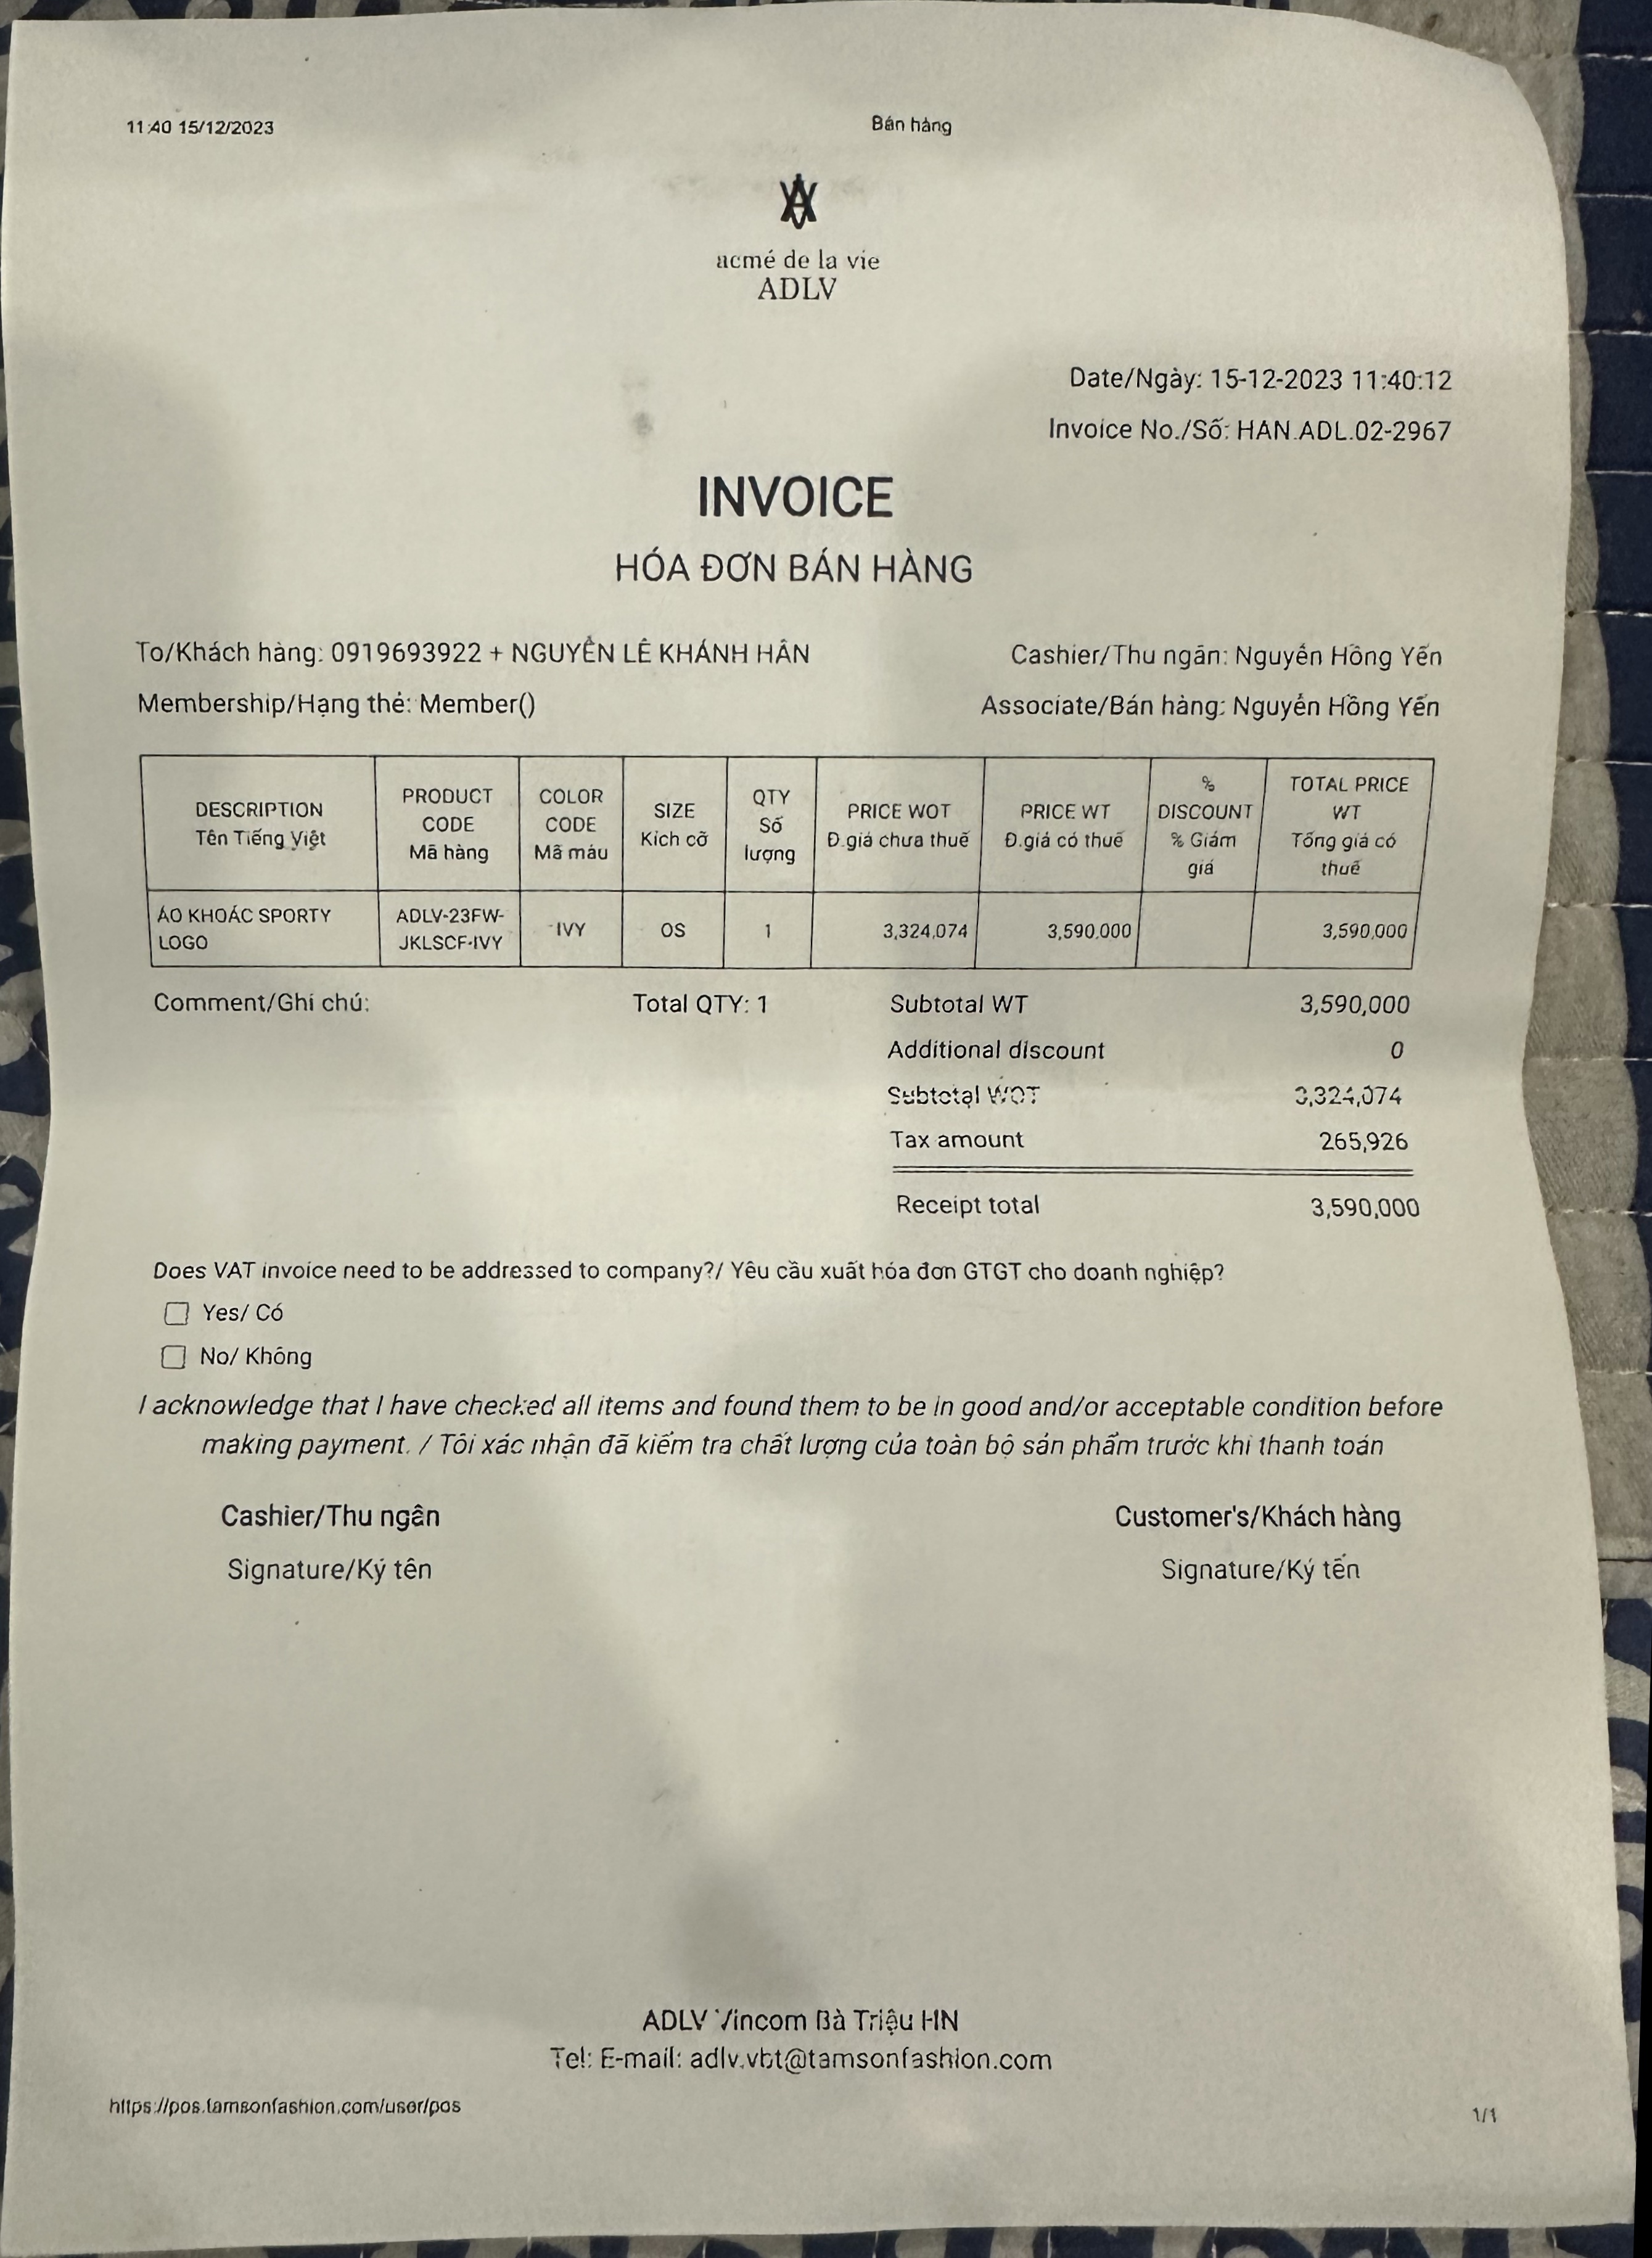 11:40 15/12/2023
Bán hàng
acmé de la vie
ADLV
Date/Ngày: 15-12-2023 11:40:12
Invoice No./Số: HAN.ADL.02-2967
INVOICE
HÓA ĐƠN BÁN HÀNG
To/Khách hàng: 0919693922 + NGUYỄN LÊ KHÁNH HÂN
Cashier/Thu ngân: Nguyễn Hồng Yến
Membership/Hạng thẻ: Member()
Associate/Bán hàng: Nguyễn Hồng Yến
DESCRIPTION
Tên Tiếng Việt
PRODUCT
CODE
Mã hàng
COLOR
CODE
Mã màu
SIZE
Kích cỡ
QTY
Số
lượng
PRICE WOT
Đ.giá chưa thuế
PRICE WT
Đ.giá có thuế
%
DISCOUNT
% Giảm
giá
TOTAL PRICE
WT
Tổng giá có
thuế
ÁO KHOÁC SPORTY
LOGO
ADLV-23FW-
JKLSCF-IVY
IVY
OS
1
3,324,074
3,590,000
3,590,000
Comment/Ghi chú:
Total QTY: 1
Subtotal WT 3,590,000
Additional discount 0
Subtotal WOT 3,324,074
Tax amount 265,926
Receipt total 3,590,000
Does VAT invoice need to be addressed to company?/ Yêu cầu xuất hóa đơn GTGT cho doanh nghiệp?
Yes/ Có
No/ Không
I acknowledge that I have checked all items and found them to be in good and/or acceptable condition before
making payment. / Tôi xác nhận đã kiểm tra chất lượng của toàn bộ sản phẩm trước khi thanh toán
Cashier/Thu ngân
Customer's/Khách hàng
Signature/Ký tên
Signature/Ký tên
ADLV Vincom Bà Triệu HN
Tel: E-mail: adlv.vbt@tamsonfashion.com
https://pos.tamsonfashion.com/user/pos
1/1